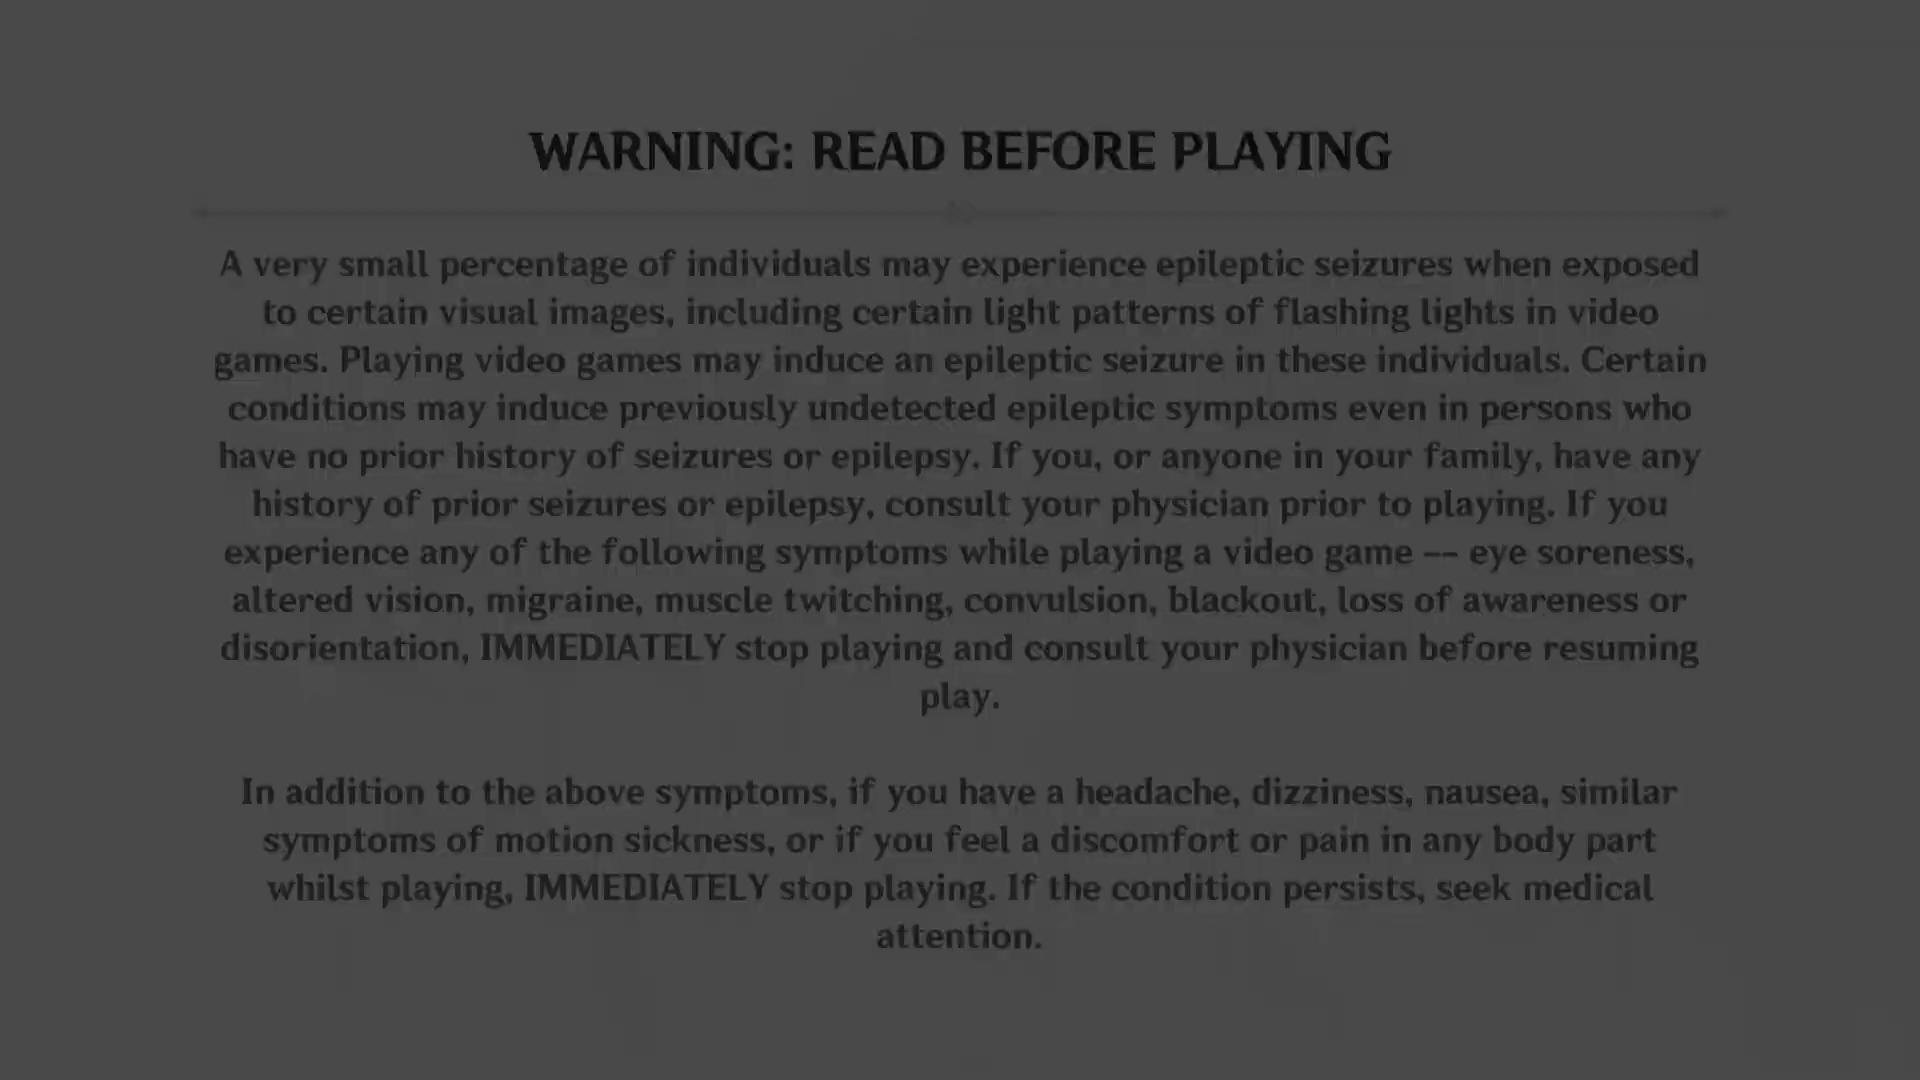 WARNING: READ BEFORE PLAYING
A very small percentage of individuals may experience epileptic seizures when exposed
to certain visual images, including certain light patterns of flashing lights in video
games. Playing video games may induce an epileptic seizure in these individuals. Certain
conditions may induce previously undetected epileptic symptoms even in persons who
have no prior history of seizures or epilepsy. If you, or anyone in your family, have any
history of prior seizures or epilepsy, consult your physician prior to playing. If you
experience any of the following symptoms while playing a video game -- eye soreness,
altered vision, migraine, muscle twitching, convulsion, blackout, loss of awareness or
disorientation, IMMEDIATELY stop playing and consult your physician before resuming
play.
In addition to the above symptoms, if you have a headache, dizziness, nausea, similar
symptoms of motion sickness, or if you feel a discomfort or pain in any body part
whilst playing, IMMEDIATELY stop playing. If the condition persists, seek medical
attention.